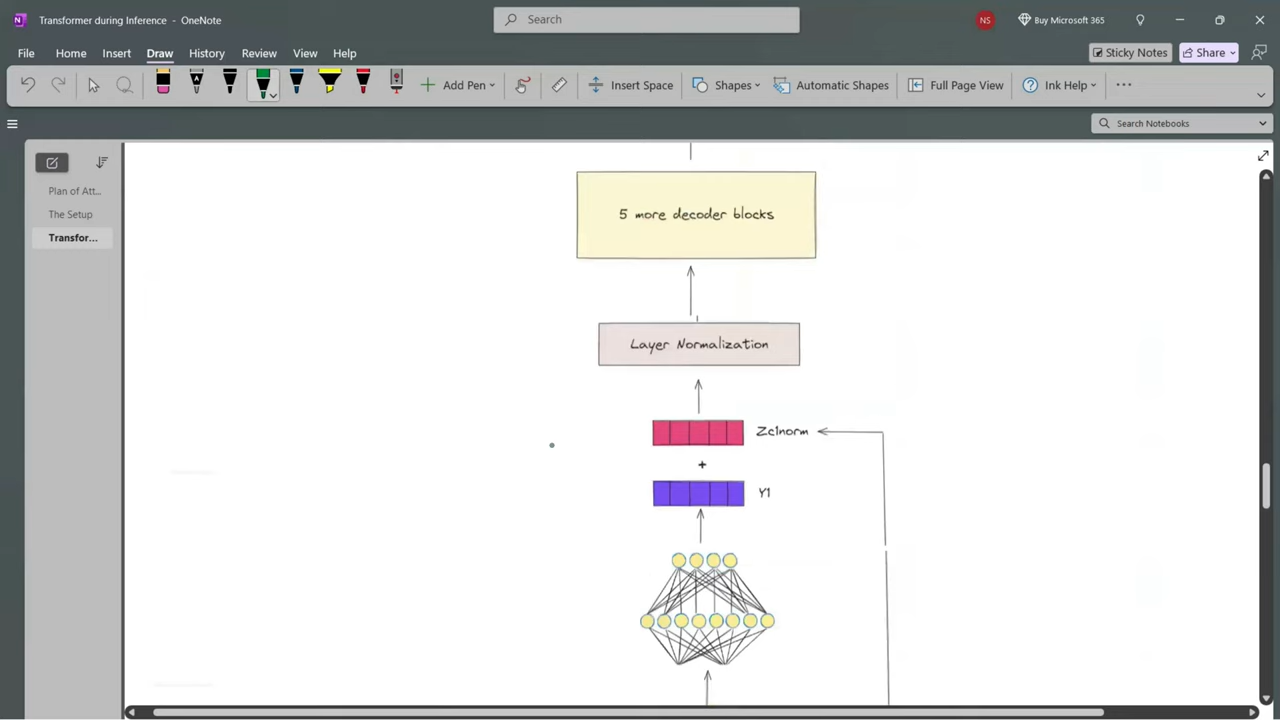 Transformer during Inference - OneNote
Search
NS
Buy Microsoft 365
File Home Insert Draw History Review View Help
Sticky Notes
Share
Add Pen
Insert Space
Shapes
Automatic Shapes
Full Page View
Ink Help
Search Notebooks
Plan of Att...
The Setup
Transfor...
5 more decoder blocks
Layer Normalization
Zc1norm
+
Y1